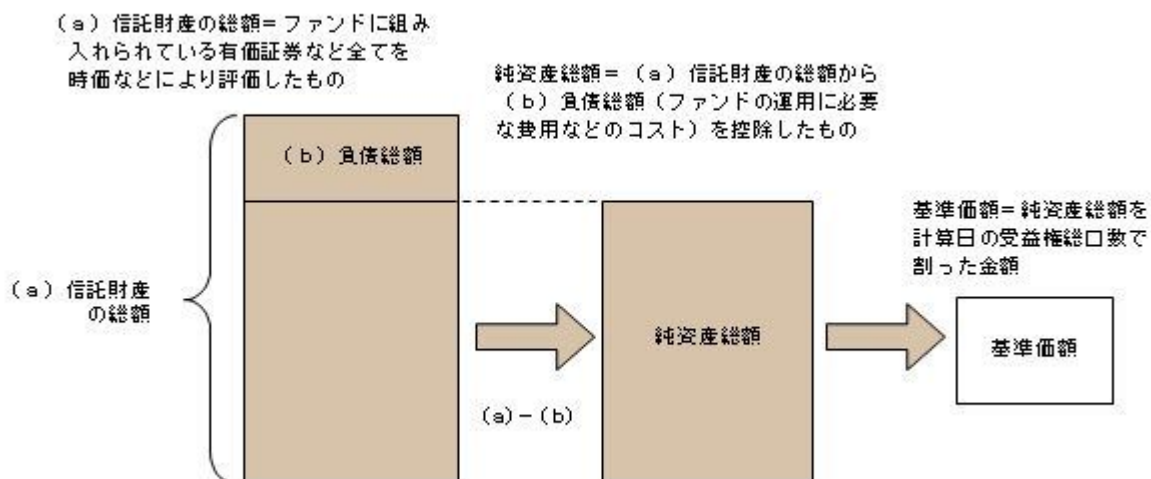 (a)信託財産の総額=ファンドに組み
入れられている有価証券など全てを
時価などにより評価したもの
純資産総額=(a)信託財産の総額から
(b)負債総額(ファンドの運用に必要
な費用などのコスト)を控除したもの
(b)負債総額
基準価額=純資産総額を
計算日の受益権総口数で
割った金額
(a)信託財産
の総額
純資産総額
基準価額
(a)-(b)